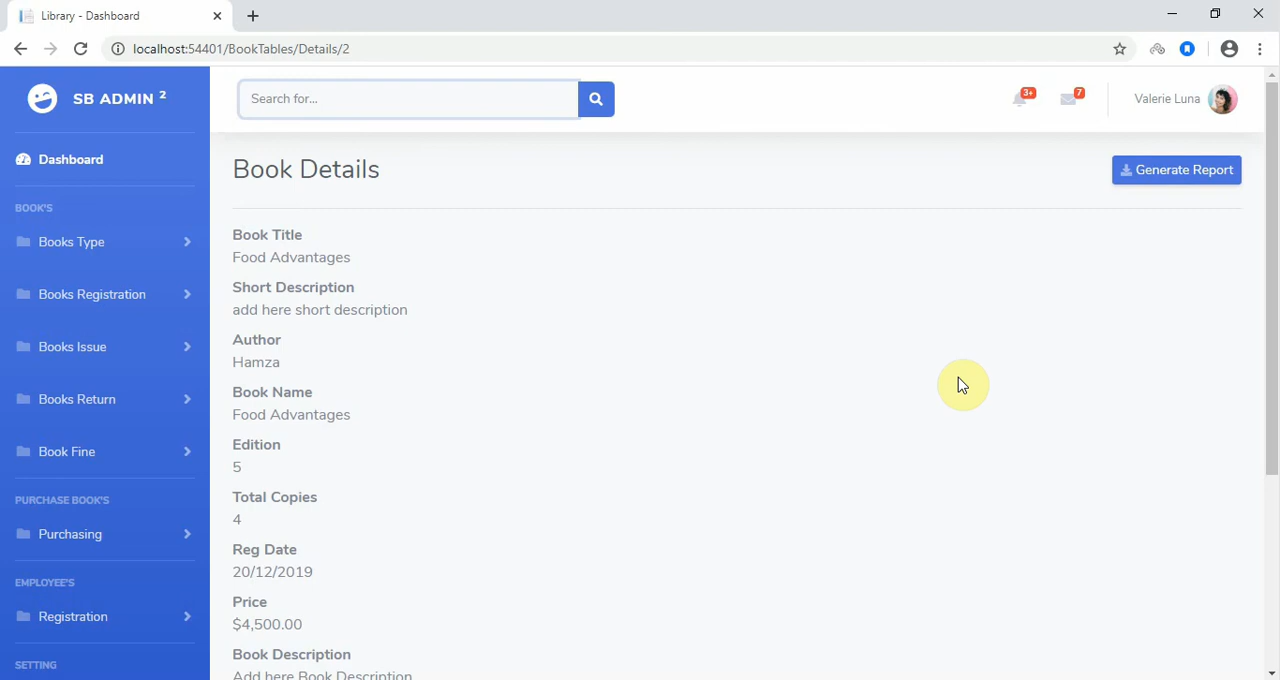 Library - Dashboard
localhost:54401/BookTables/Details/2
SB ADMIN 2
Search for...
3+
7
Valerie Luna
Dashboard
Book Details
Generate Report
BOOK'S
Books Type
Books Registration
Books Issue
Books Return
Book Fine
PURCHASE BOOK'S
Purchasing
EMPLOYEE'S
Registration
SETTING
Book Title
Food Advantages
Short Description
add here short description
Author
Hamza
Book Name
Food Advantages
Edition
5
Total Copies
4
Reg Date
20/12/2019
Price
$4,500.00
Book Description
Add here Book Description